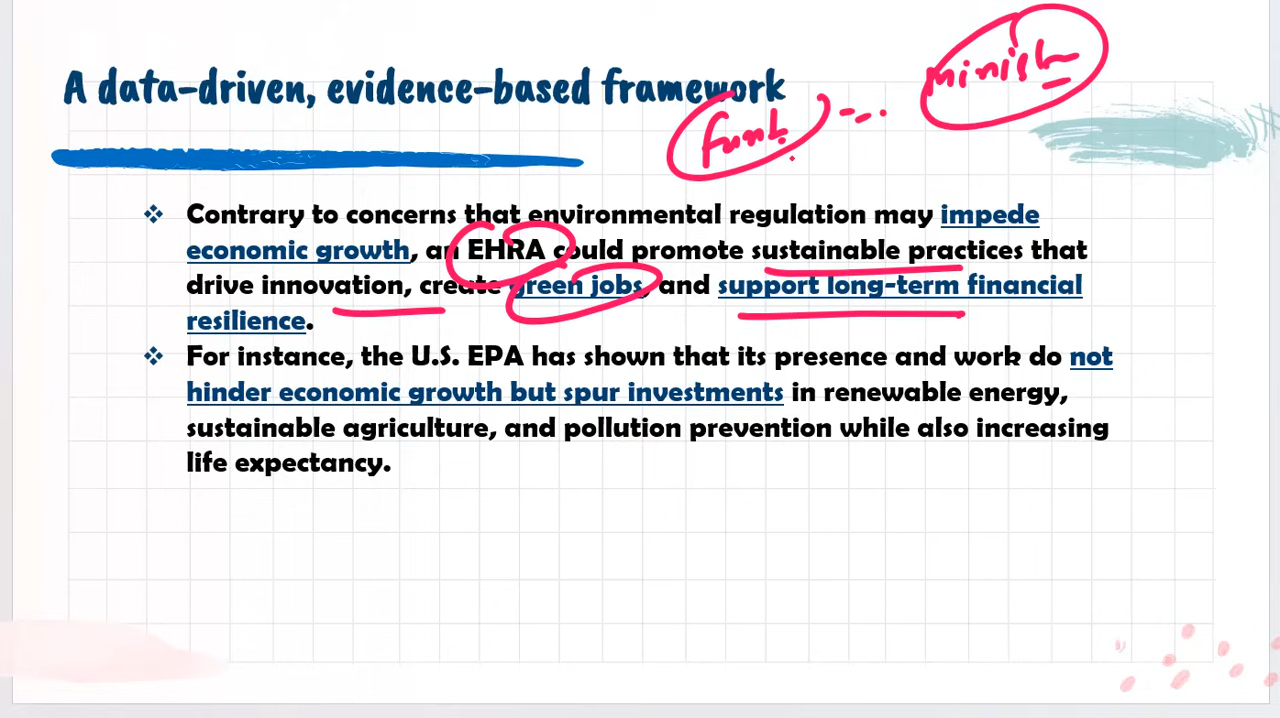 A data-driven, evidence-based framework
❖ Contrary to concerns that environmental regulation may impede
economic growth, an EHRA could promote sustainable practices that
drive innovation, create green jobs, and support long-term financial
resilience.
❖ For instance, the U.S. EPA has shown that its presence and work do not
hinder economic growth but spur investments in renewable energy,
sustainable agriculture, and pollution prevention while also increasing
life expectancy.